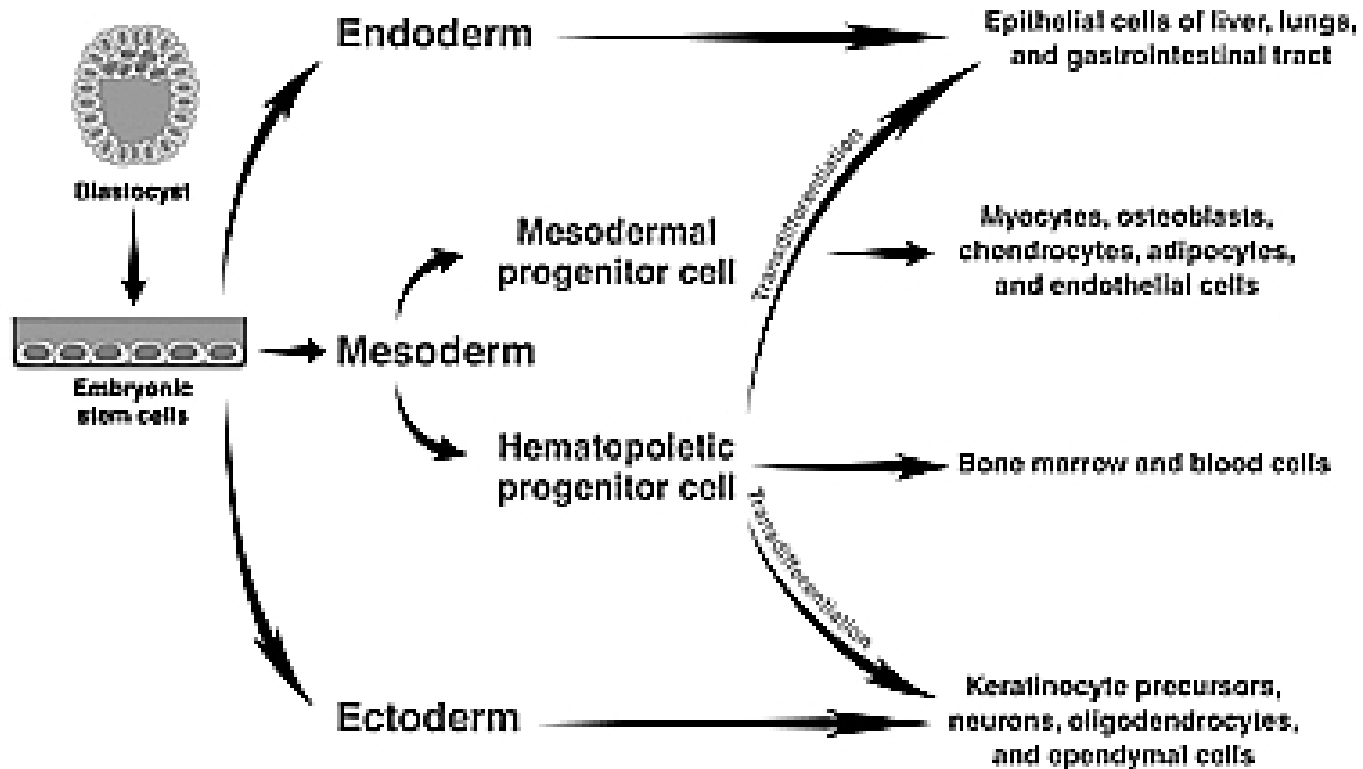 Endoderm
Epithelial cells of liver, lungs,
and gastrointestinal tract
Blastocyst
Transdifferentiation
Mesodermal
progenitor cell
Myocytes, osteoblasts,
chendrocytes, adipocytes,
and endothelial cells
Mesoderm
Embryonic
stem cells
Hematopoietic
progenitor cell
Bone marrow and blood cells
Transdifferentiation
Ectoderm
Keratinocyte precursors,
neurons, oligodendrocytes,
and ependymal cells